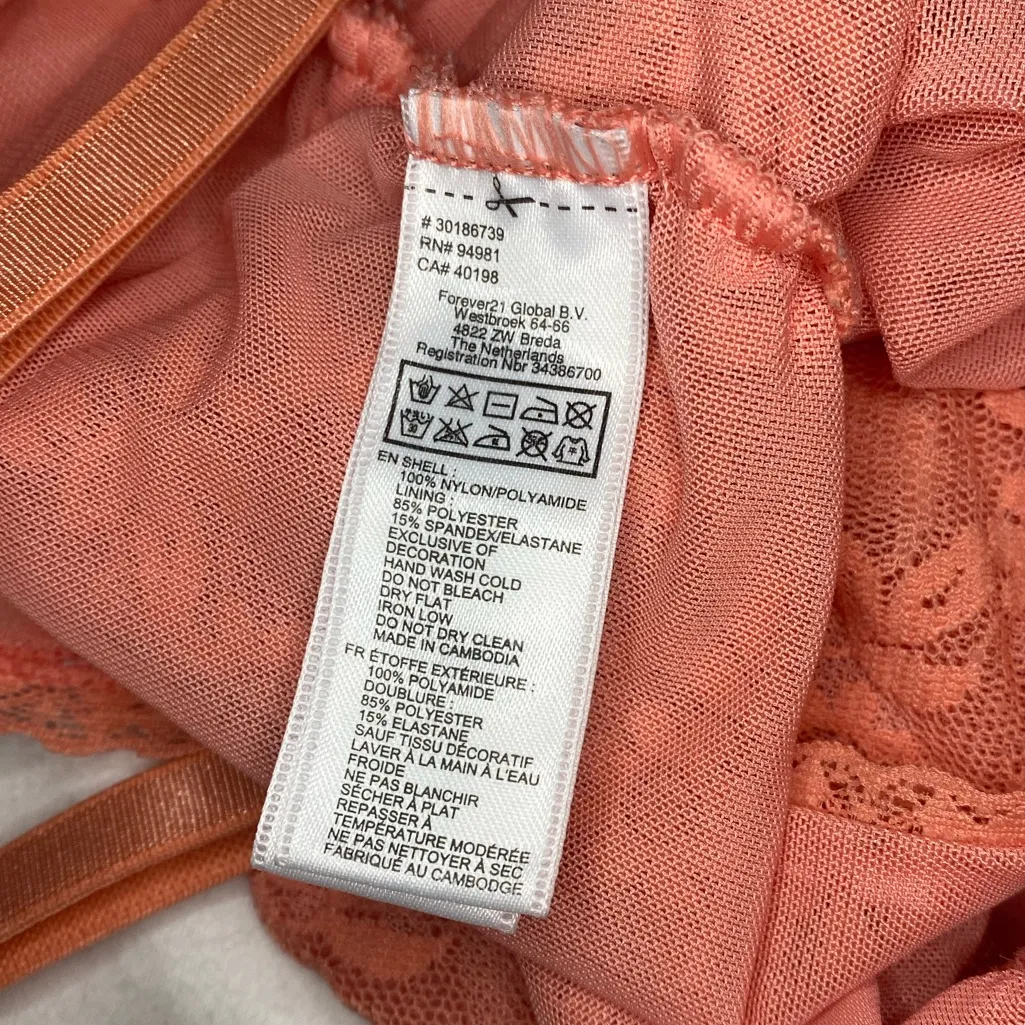 # 30186739
RN# 94981
CA# 40198
Forever21 Global B.V.
Westbroek 64-66
4822 ZW Breda
The Netherlands
Registration Nbr 34386700
EN SHELL :
100% NYLON/POLYAMIDE
LINING :
85% POLYESTER
15% SPANDEX/ELASTANE
EXCLUSIVE OF
DECORATION
HAND WASH COLD
DO NOT BLEACH
DRY FLAT
IRON LOW
DO NOT DRY CLEAN
MADE IN CAMBODIA
FR ÉTOFFE EXTÉRIEURE :
100% POLYAMIDE
DOUBLURE :
85% POLYESTER
15% ELASTANE
SAUF TISSU DÉCORATIF
LAVER À LA MAIN À L'EAU
FROIDE
NE PAS BLANCHIR
SÉCHER À PLAT
REPASSER À
TEMPÉRATURE MODÉRÉE
NE PAS NETTOYER À SEC
FABRIQUÉ AU CAMBODGE